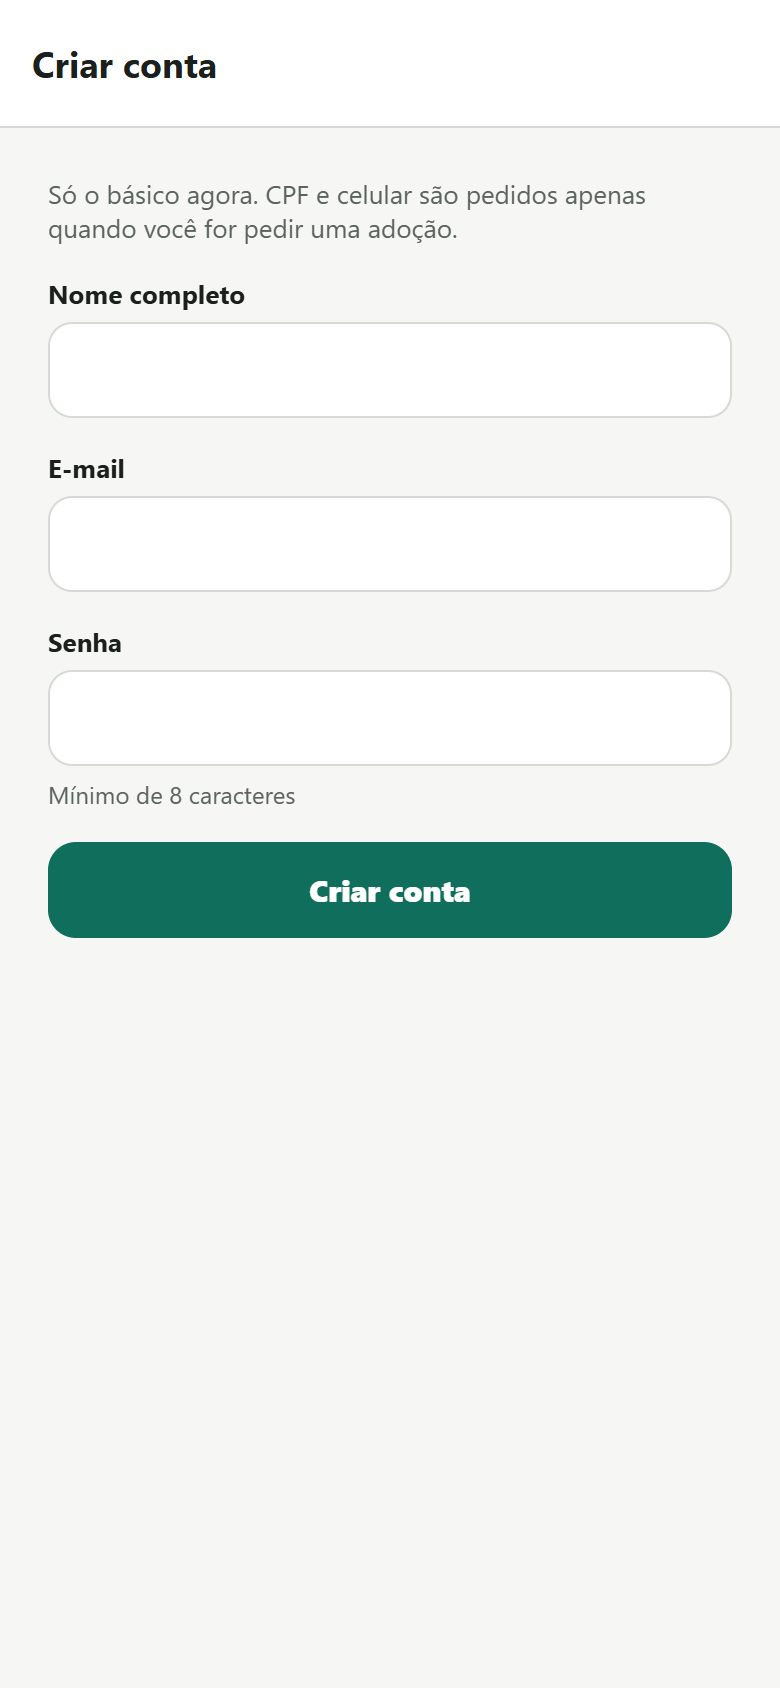 Criar conta
Só o básico agora. CPF e celular são pedidos apenas
quando você for pedir uma adoção.
Nome completo
E-mail
Senha
Mínimo de 8 caracteres
Criar conta